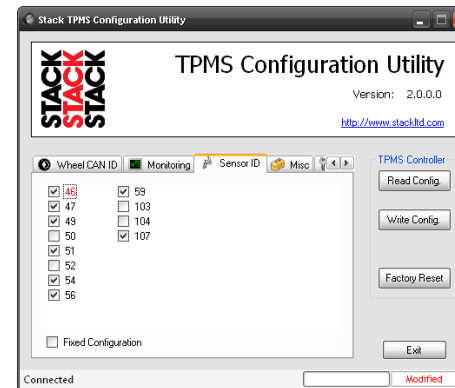 Stack TPMS Configuration Utility
STACK
STACK
STACK
TPMS Configuration Utility
Version: 2.0.0.0
http://www.stackltd.com
Wheel CAN ID
Monitoring
Sensor ID
Misc
TPMS Controller
Read Config.
Write Config.
Factory Reset
Exit
46
47
49
50
51
52
54
56
59
103
104
107
Fixed Configuration
Connected
Modified